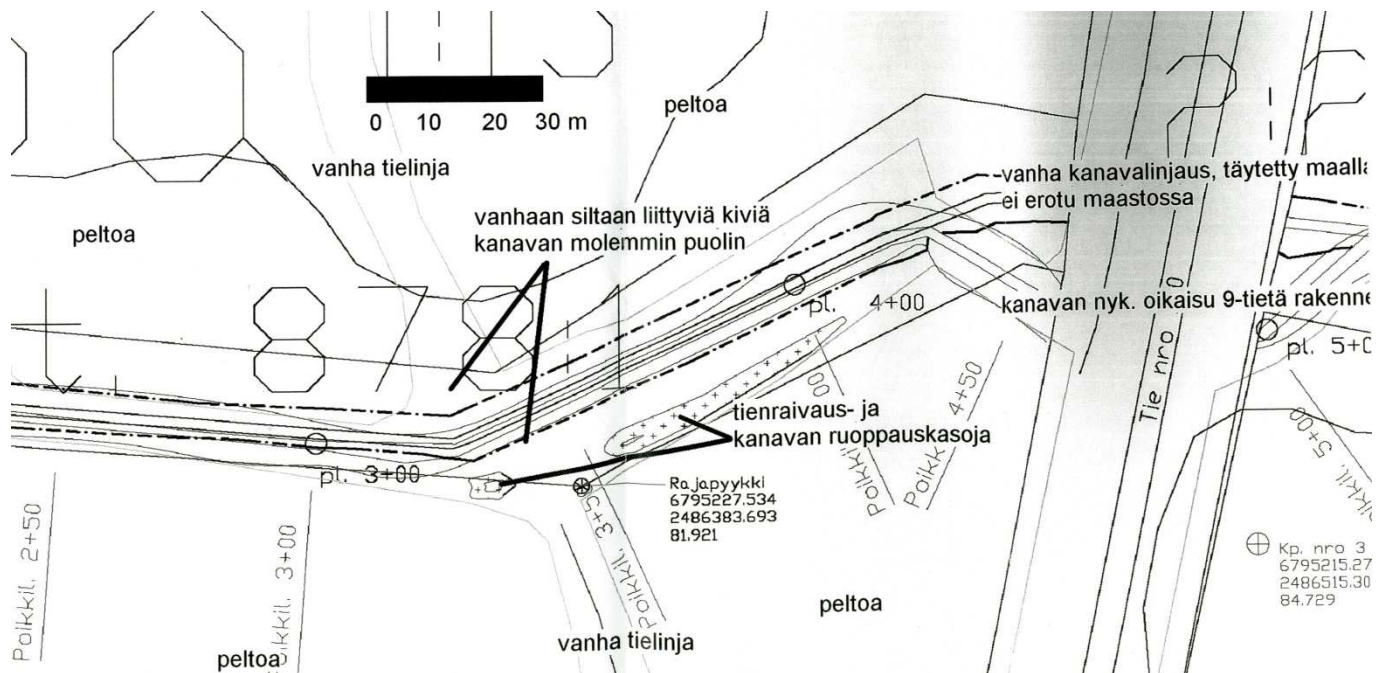 0 10 20 30 m
peltoa
vanha tielinja
vanhaan siltaan liittyviä kiviä
kanavan molemmin puolin
peltoa
vanha kanavalinjaus, täytetty maalla
ei erotu maastossa
kanavan nyk. oikaisu 9-tietä rakenne
pl. 4+00
pl. 5+0
Tie nro
tienraivaus- ja
kanavan ruoppauskasoja
pl. 3+00
Rajapyykki
6795227.534
2486383.693
81.921
Poikkil. 2+50
Poikkil. 3+00
Poikkil. 3+5
Poikkil
00
Poikk
4+50
Poikkil. 5+00
Kp. nro 3
6795215.27
2486515.30
84.729
peltoa
vanha tielinja
peltoa